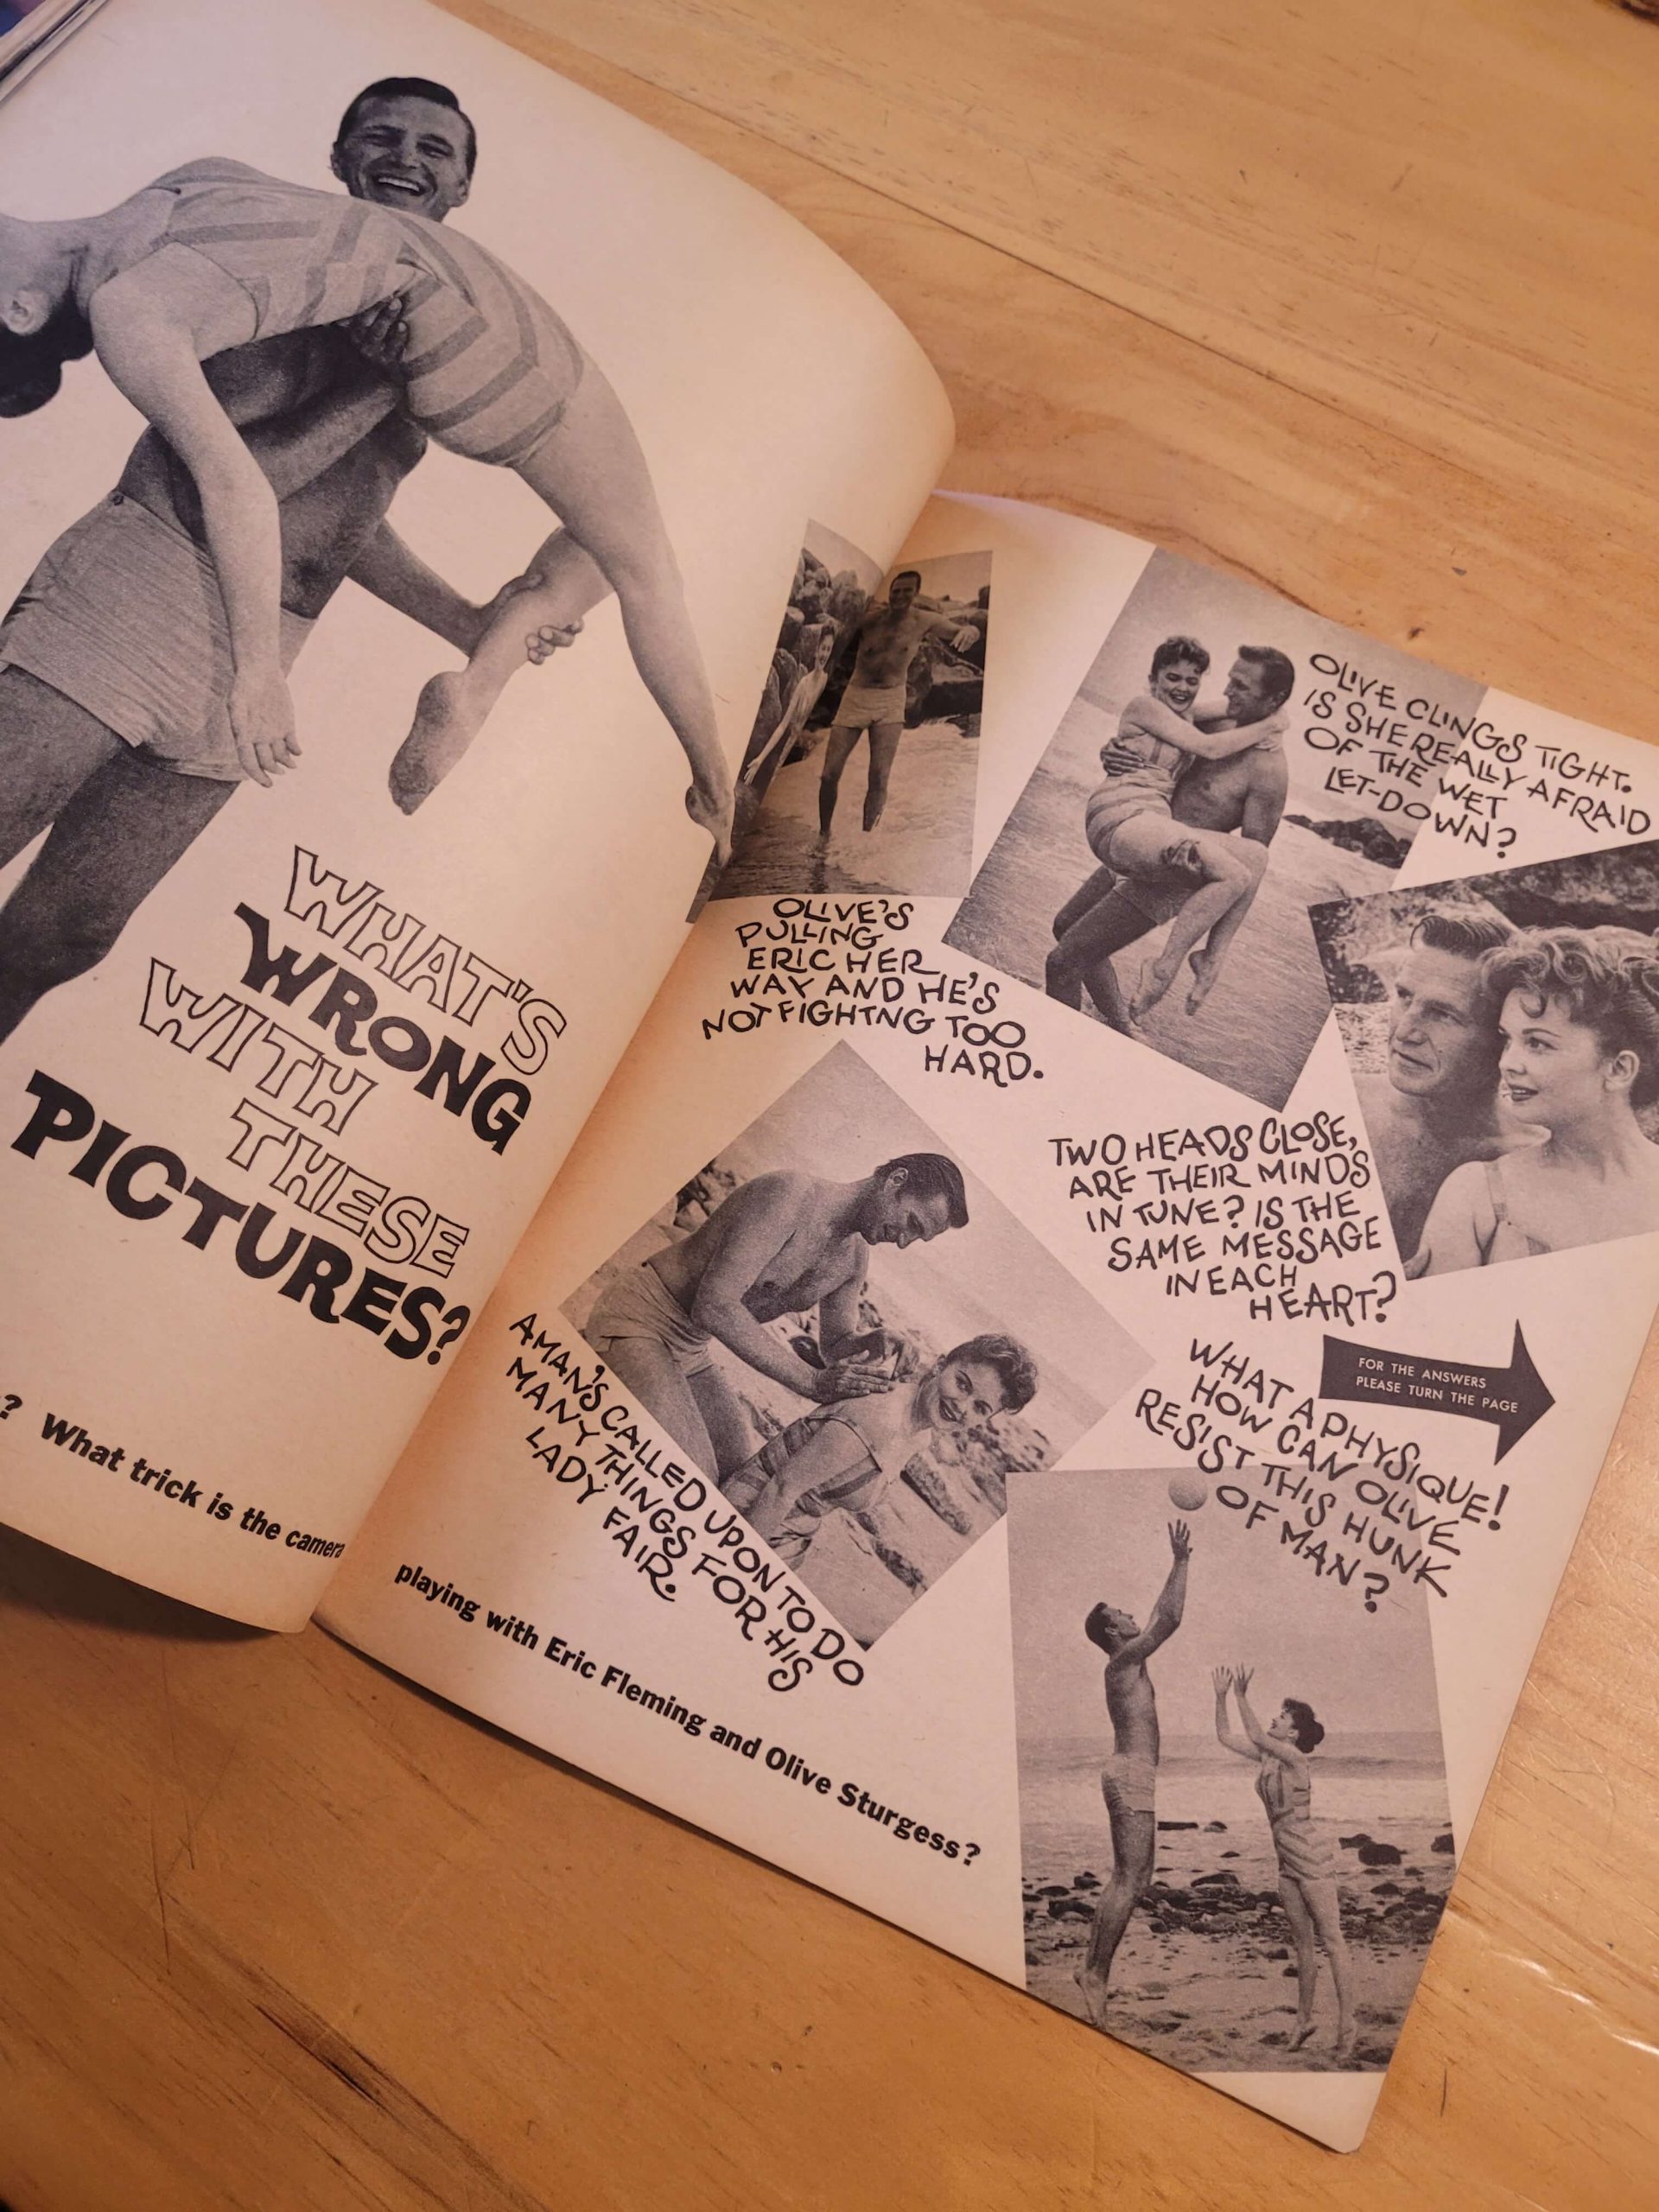 WHAT'S
WRONG
WITH
THESE
PICTURES?
? What trick is the camera
OLIVE'S
PULLING
ERIC HER
WAY AND HE'S
NOT FIGHTNG TOO
HARD.
OLIVE CLINGS TIGHT.
IS SHE REALLY AFRAID
OF THE WET
LET-DOWN?
TWO HEADS CLOSE,
ARE THEIR MINDS
IN TUNE? IS THE
SAME MESSAGE
IN EACH
HEART?
FOR THE ANSWERS
PLEASE TURN THE PAGE
A MAN'S CALLED UPON TO DO
MANY THINGS FOR HIS
LADY FAIR.
WHAT A PHYSIQUE!
HOW CAN OLIVE
RESIST THIS HUNK
OF MAN?
playing with Eric Fleming and Olive Sturgess?